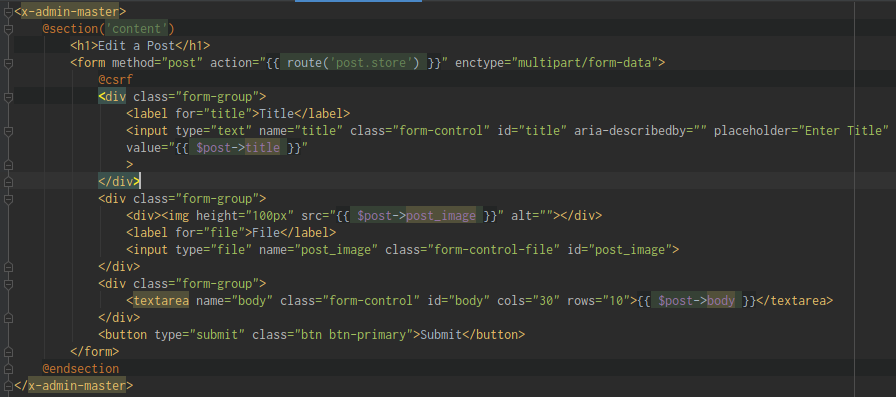 <x-admin-master>
@section('content')
<h1>Edit a Post</h1>
<form method="post" action="{{ route('post.store') }}" enctype="multipart/form-data">
@csrf
<div class="form-group">
<label for="title">Title</label>
<input type="text" name="title" class="form-control" id="title" aria-describedby="" placeholder="Enter Title"
value="{{ $post->title }}"
>
</div>
<div class="form-group">
<div><img height="100px" src="{{ $post->post_image }}" alt=""></div>
<label for="file">File</label>
<input type="file" name="post_image" class="form-control-file" id="post_image">
</div>
<div class="form-group">
<textarea name="body" class="form-control" id="body" cols="30" rows="10">{{ $post->body }}</textarea>
</div>
<button type="submit" class="btn btn-primary">Submit</button>
</form>
@endsection
</x-admin-master>